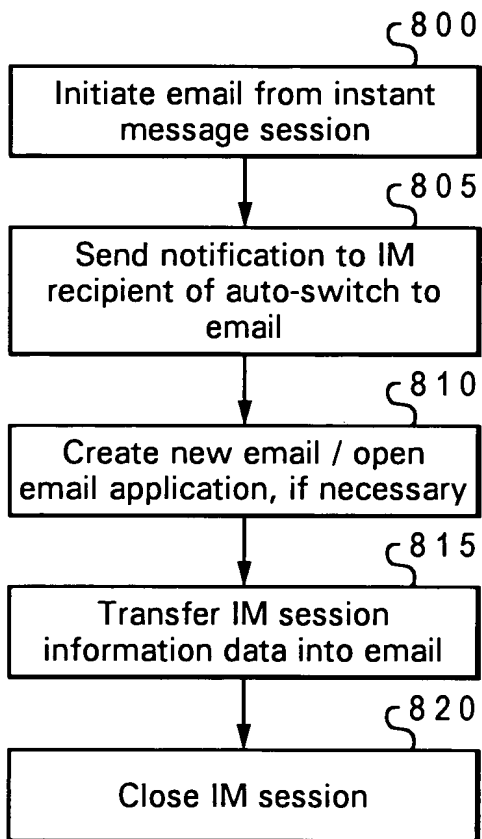 800
Initiate email from instant
message session
805
Send notification to IM
recipient of auto-switch to
email
810
Create new email / open
email application, if necessary
815
Transfer IM session
information data into email
820
Close IM session